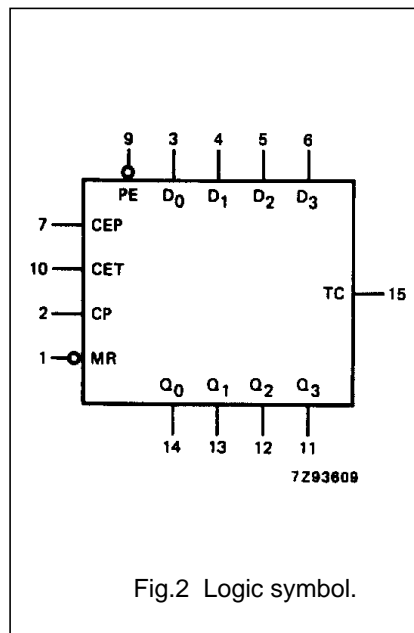 9 3 4 5 6
PE D0 D1 D2 D3
7 CEP
10 CET
TC 15
2 CP
1 MR
Q0 Q1 Q2 Q3
14 13 12 11
7Z93609
Fig.2 Logic symbol.